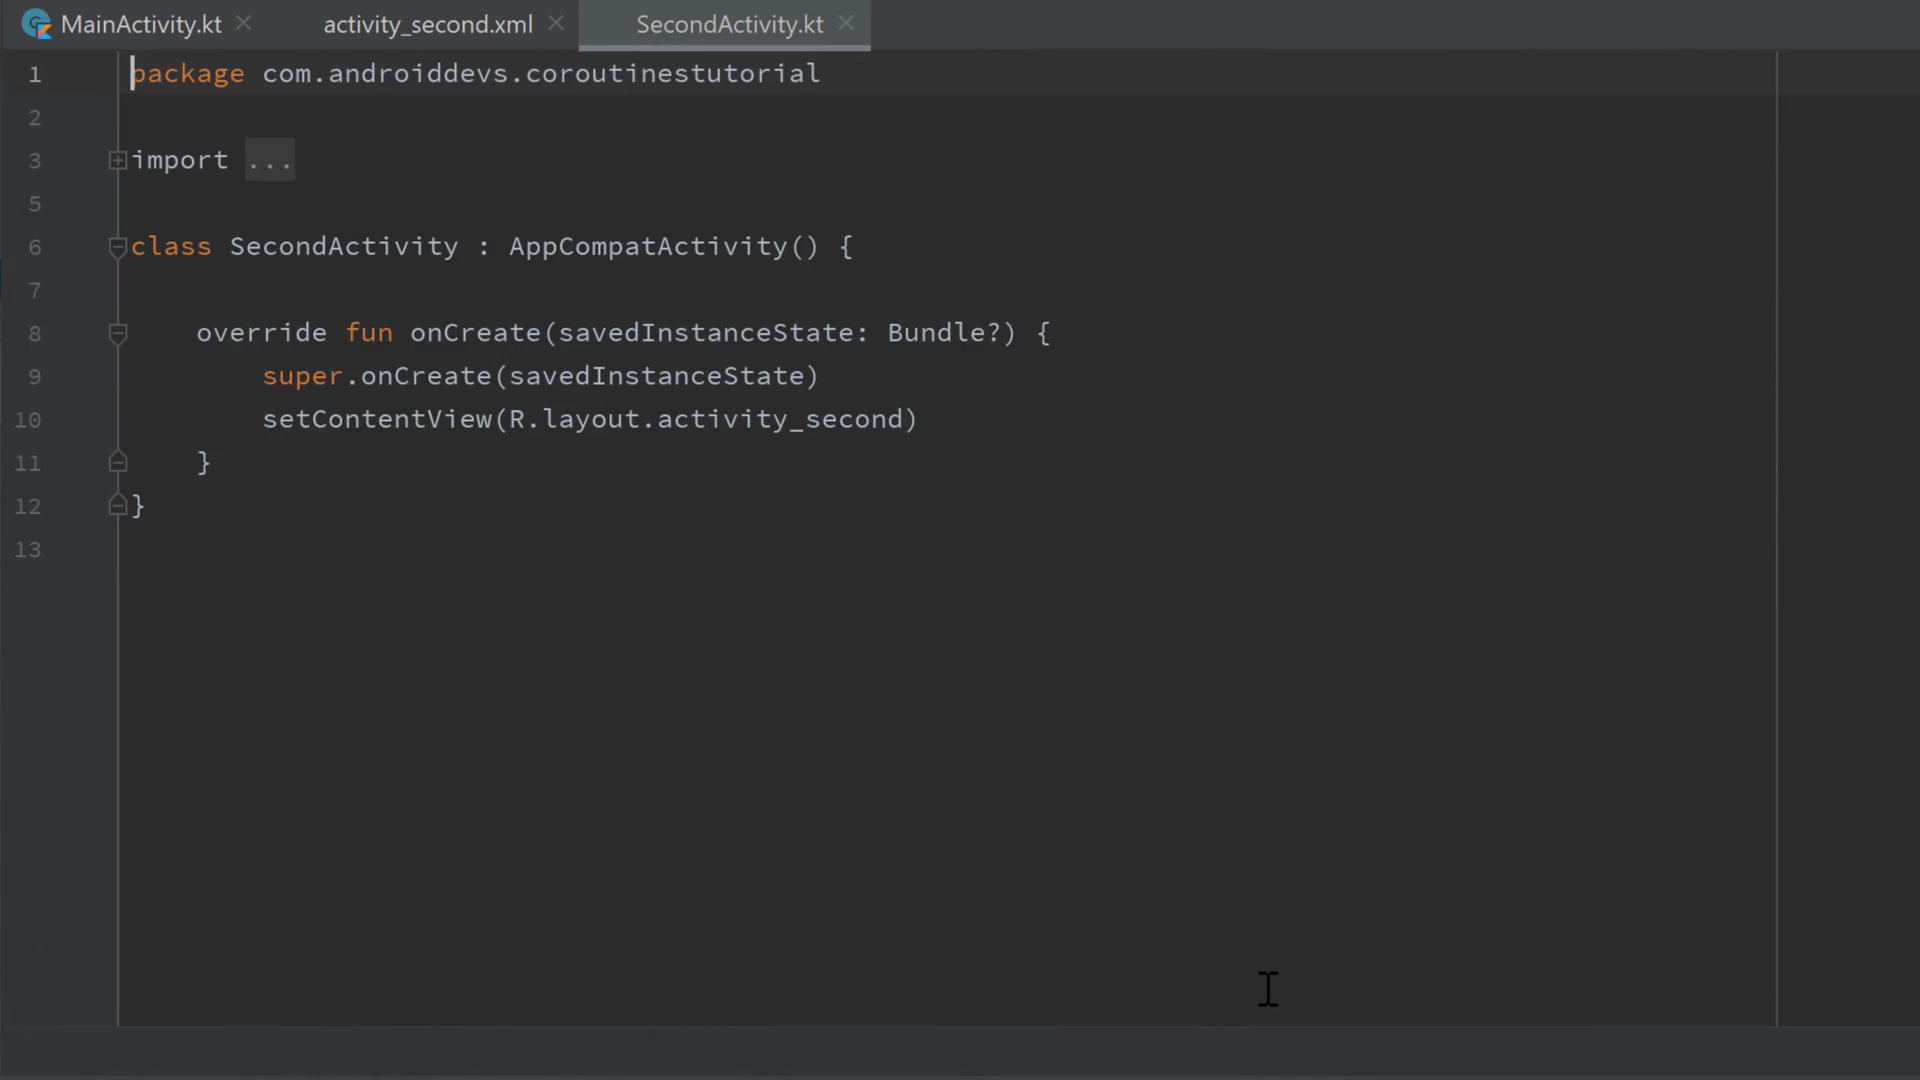 MainActivity.kt activity_second.xml SecondActivity.kt
1 package com.androiddevs.coroutinestutorial
2
3 import ...
5
6 class SecondActivity : AppCompatActivity() {
7
8 override fun onCreate(savedInstanceState: Bundle?) {
9 super.onCreate(savedInstanceState)
10 setContentView(R.layout.activity_second)
11 }
12 }
13